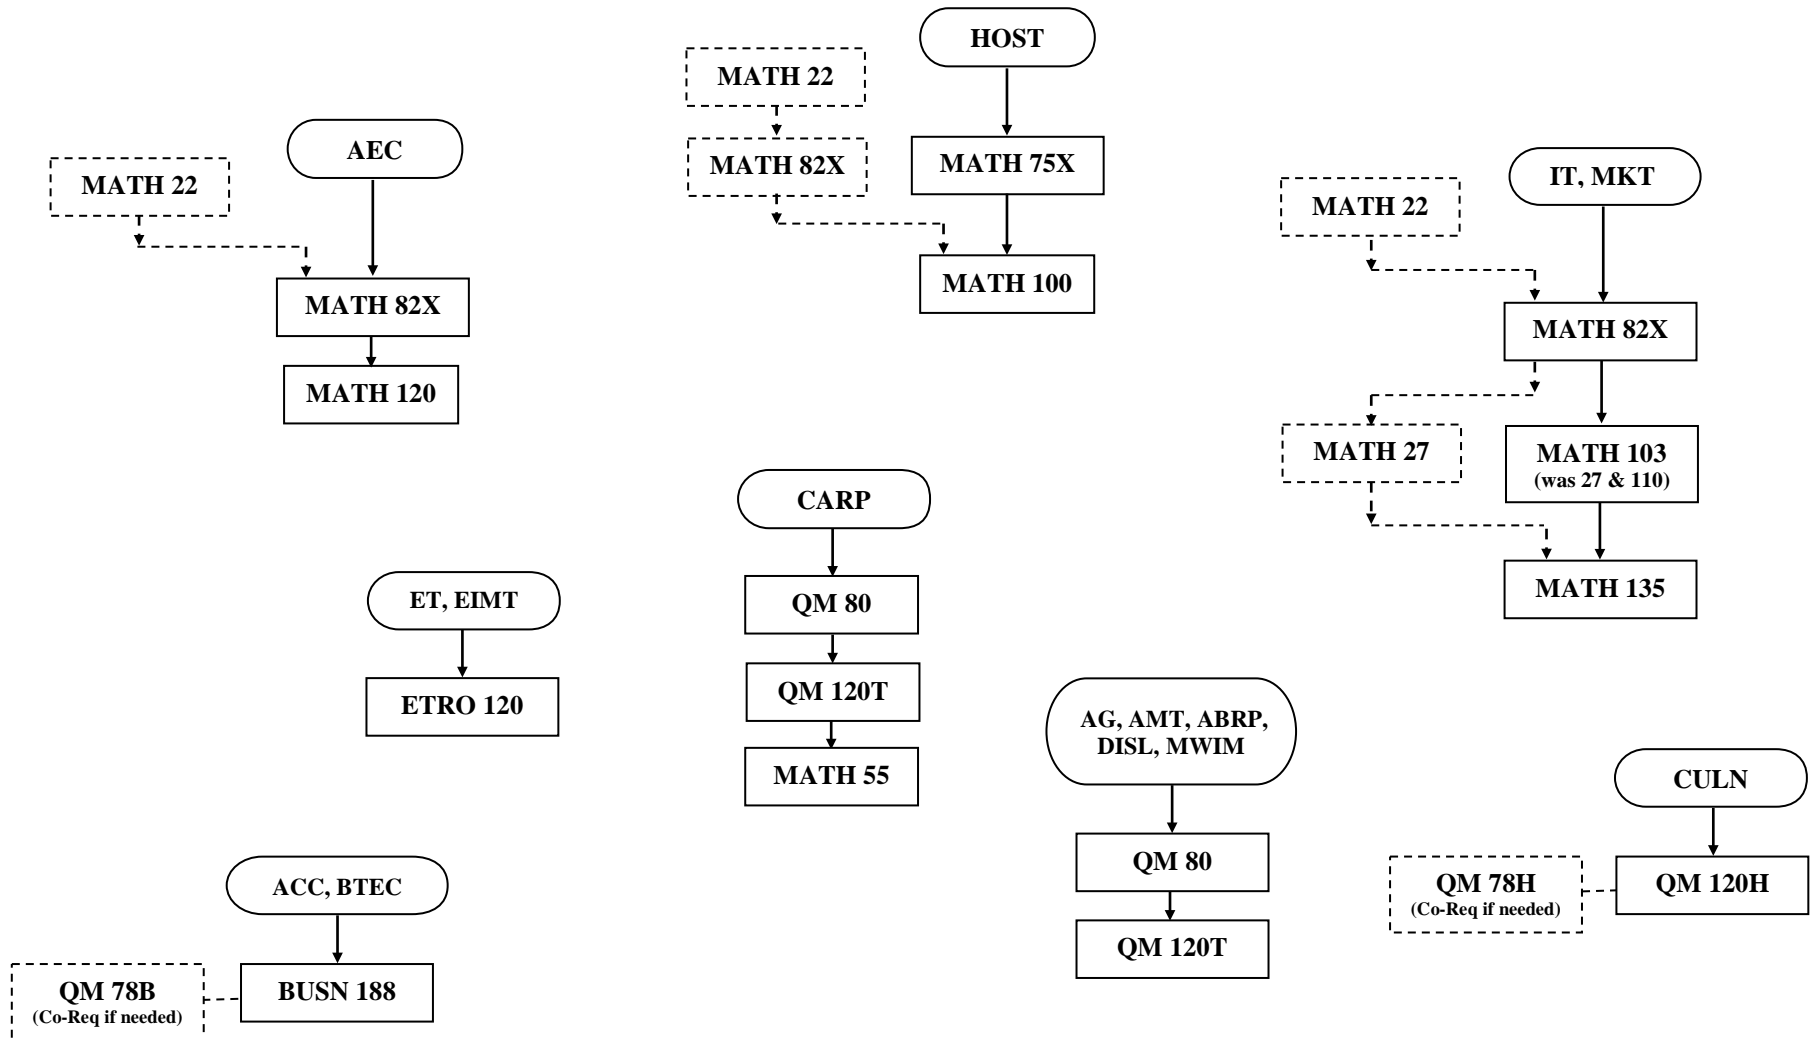 HOST
MATH 22
MATH 82X
MATH 75X
MATH 100
AEC
MATH 22
MATH 82X
MATH 120
IT, MKT
MATH 22
MATH 82X
MATH 27
MATH 103
(was 27 & 110)
MATH 135
CARP
QM 80
QM 120T
MATH 55
ET, EIMT
ETRO 120
AG, AMT, ABRP,
DISL, MWIM
QM 80
QM 120T
CULN
QM 78H
(Co-Req if needed)
QM 120H
ACC, BTEC
QM 78B
(Co-Req if needed)
BUSN 188